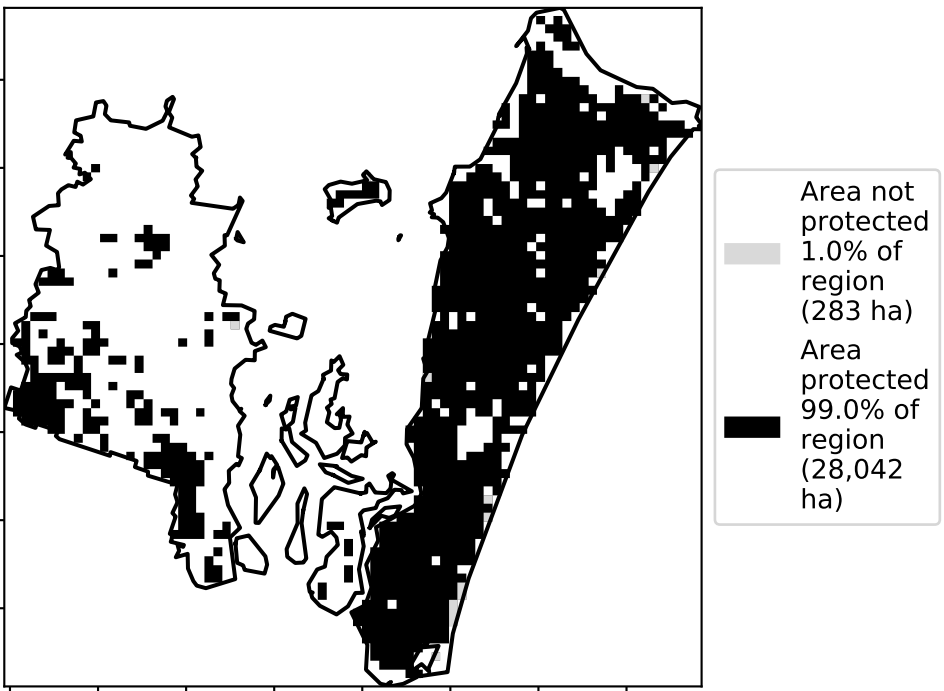 Area not
protected
1.0% of
region
(283 ha)
Area
protected
99.0% of
region
(28,042
ha)